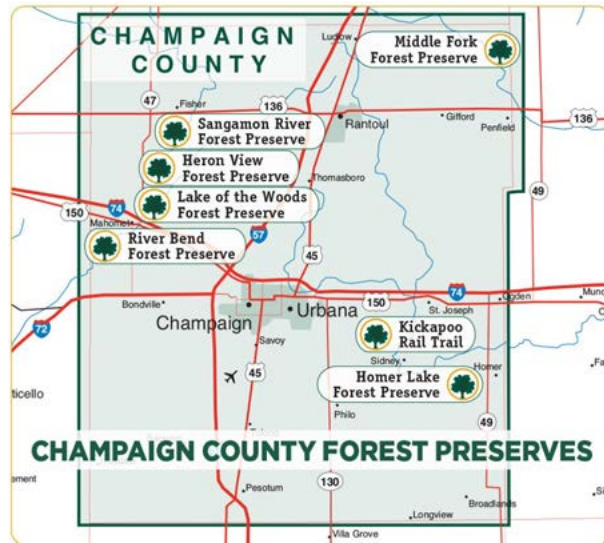 CHAMPAIGN
COUNTY
Ludlow
Middle Fork
Forest Preserve
47
Fisher
136
Rantoul
Gifford
Penfield
136
Sangamon River
Forest Preserve
Heron View
Forest Preserve
Thomasboro
Lake of the Woods
Forest Preserve
49
150
74
Mahomet
River Bend
Forest Preserve
57
45
74
Bondville
150
Ogden
St. Joseph
72
Champaign
Urbana
Kickapoo
Rail Trail
Savoy
Sidney
Homer
45
Homer Lake
Forest Preserve
Philo
49
CHAMPAIGN COUNTY FOREST PRESERVES
Pesotum
130
Broadlands
Longview
Villa Grove